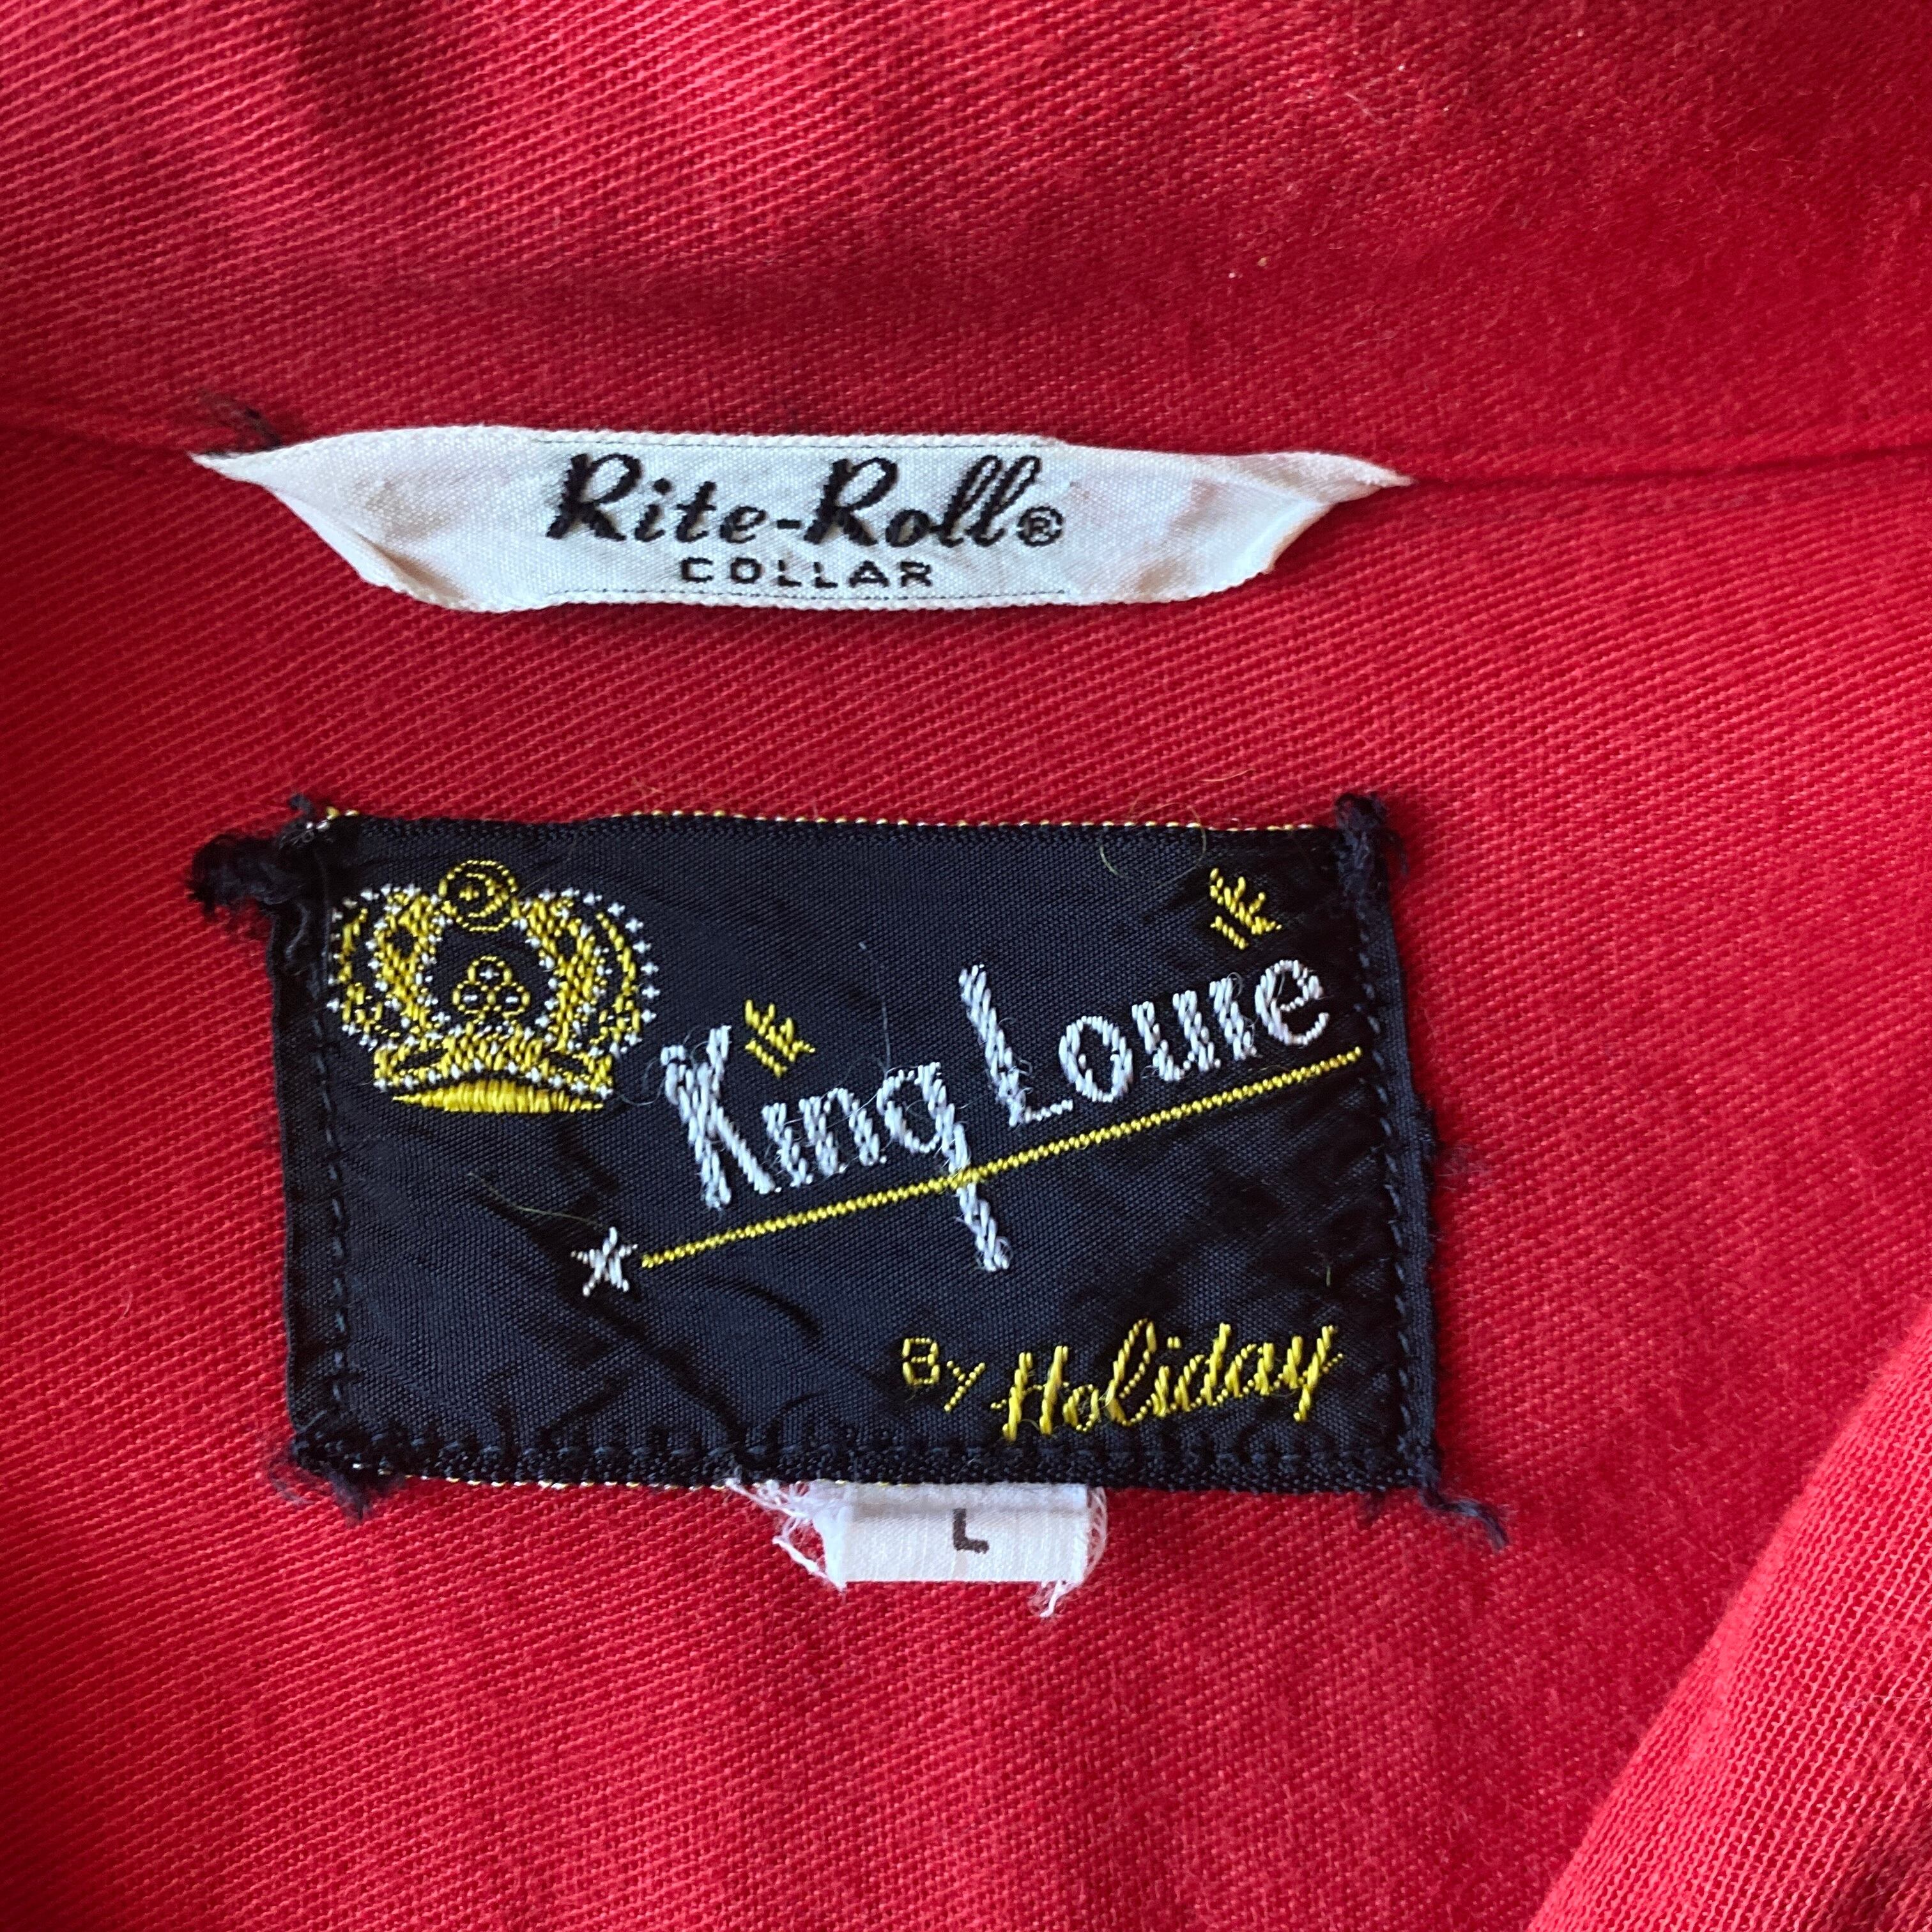 Rite-Roll®
COLLAR
King Louie
By Holiday
L